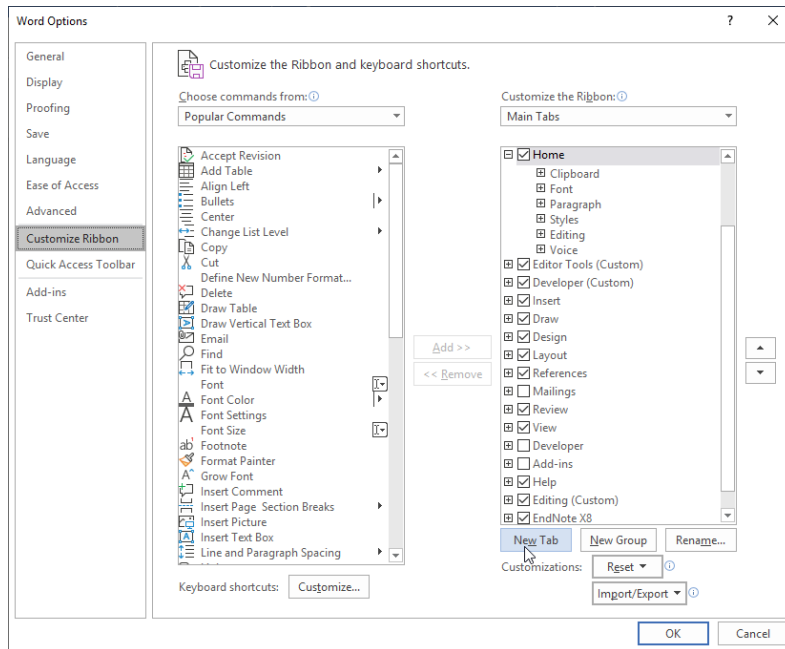 Word Options
?
General
Display
Proofing
Save
Language
Ease of Access
Advanced
Customize Ribbon
Quick Access Toolbar
Add-ins
Trust Center
Customize the Ribbon and keyboard shortcuts.
Choose commands from:
Popular Commands
Accept Revision
Add Table
Align Left
Bullets
Center
Change List Level
Copy
Cut
Define New Number Format...
Delete
Draw Table
Draw Vertical Text Box
Email
Find
Fit to Window Width
Font
Font Color
Font Settings
Font Size
Footnote
Format Painter
Grow Font
Insert Comment
Insert Page Section Breaks
Insert Picture
Insert Text Box
Line and Paragraph Spacing
Keyboard shortcuts: Customize...
Add >>
<< Remove
Customize the Ribbon:
Main Tabs
Home
Clipboard
Font
Paragraph
Styles
Editing
Voice
Editor Tools (Custom)
Developer (Custom)
Insert
Draw
Design
Layout
References
Mailings
Review
View
Developer
Add-ins
Help
Editing (Custom)
EndNote X8
New Tab New Group Rename...
Customizations: Reset
Import/Export
OK Cancel